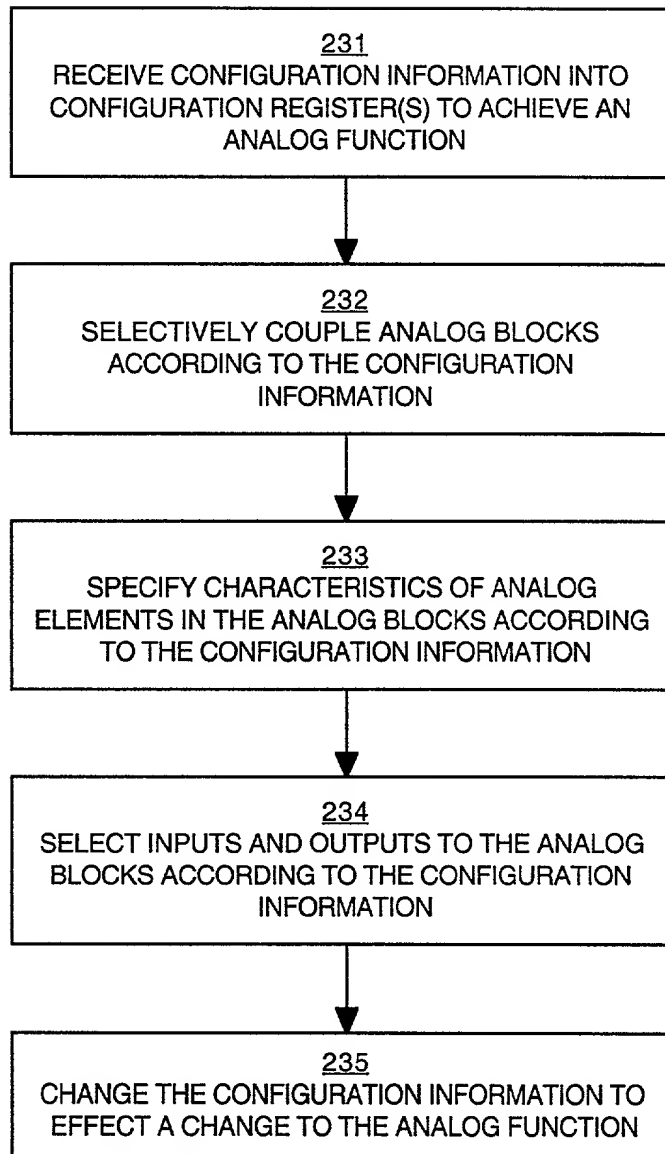 231
RECEIVE CONFIGURATION INFORMATION INTO
CONFIGURATION REGISTER(S) TO ACHIEVE AN
ANALOG FUNCTION
232
SELECTIVELY COUPLE ANALOG BLOCKS
ACCORDING TO THE CONFIGURATION
INFORMATION
233
SPECIFY CHARACTERISTICS OF ANALOG
ELEMENTS IN THE ANALOG BLOCKS ACCORDING
TO THE CONFIGURATION INFORMATION
234
SELECT INPUTS AND OUTPUTS TO THE ANALOG
BLOCKS ACCORDING TO THE CONFIGURATION
INFORMATION
235
CHANGE THE CONFIGURATION INFORMATION TO
EFFECT A CHANGE TO THE ANALOG FUNCTION